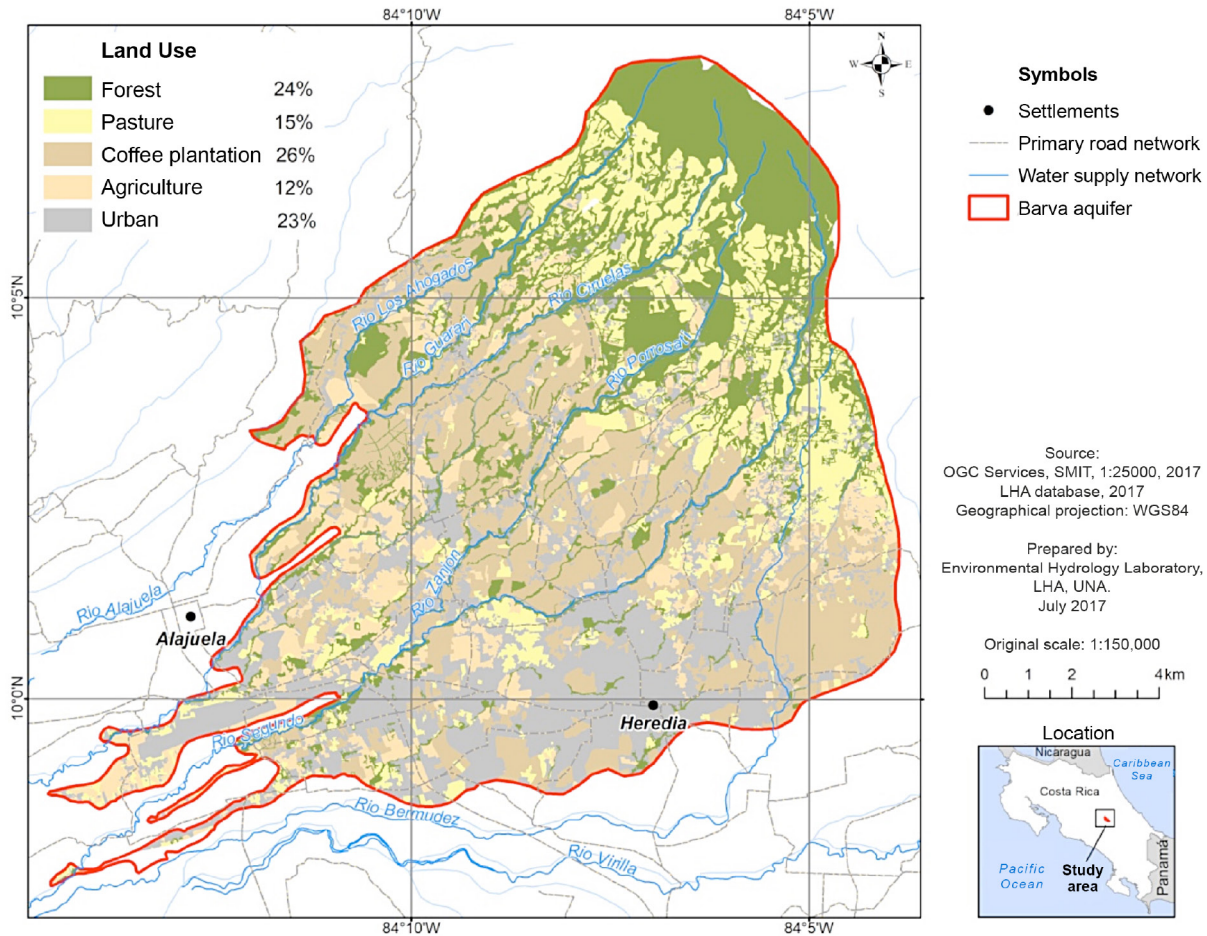 84°10'W
84°5'W
Land Use
Forest 24%
Pasture 15%
Coffee plantation 26%
Agriculture 12%
Urban 23%
N
W
E
S
Symbols
Settlements
Primary road network
Water supply network
Barva aquifer
10°5'N
Rio Los Ahogados
Rio Ciruelas
Rio Guaran
Rio Porrosati
Source:
OGC Services, SMIT, 1:25000, 2017
LHA database, 2017
Geographical projection: WGS84
Prepared by:
Environmental Hydrology Laboratory,
LHA, UNA.
July 2017
Rio Zanjon
Rio Alajuela
Alajuela
Original scale: 1:150,000
0 1 2 4 km
10°0'N
Rio Segundo
Heredia
Rio Bermudez
Rio Virilla
Location
Nicaragua
Caribbean
Sea
Costa Rica
Pacific
Ocean
Study
area
Panamá
84°10'W
84°5'W